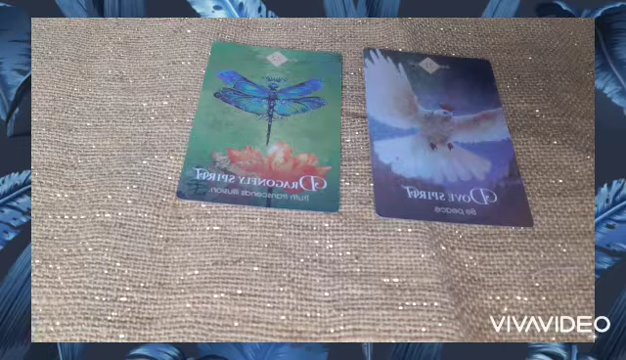 DRAGONFLY SPIRIT
Truth transcends illusion.
DOVE SPIRIT
Be peace.
VIVAVIDEO